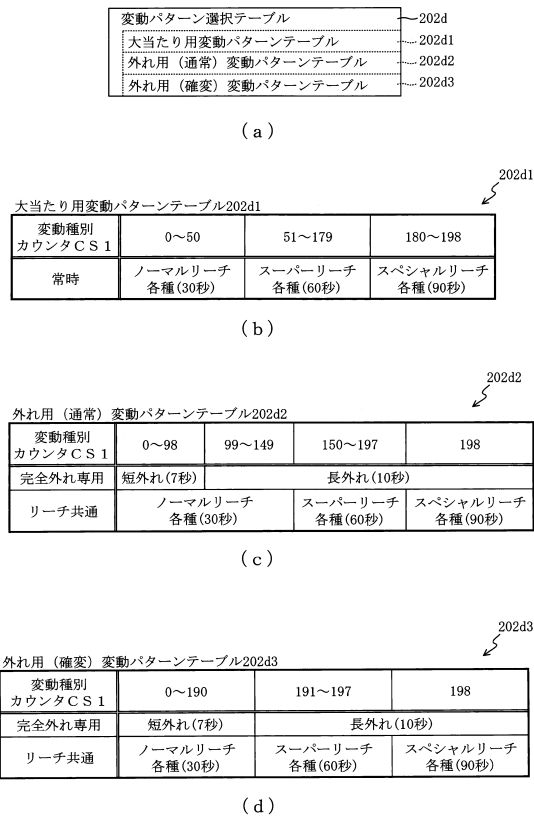 変動パターン選択テーブル 202d
大当たり用変動パターンテーブル 202d1
外れ用（通常）変動パターンテーブル 202d2
外れ用（確変）変動パターンテーブル 202d3
(a)
202d1
大当たり用変動パターンテーブル202d1
変動種別
カウンタＣＳ１ 0～50 51～179 180～198
常時 ノーマルリーチ 各種(30秒) スーパーリーチ 各種(60秒) スペシャルリーチ 各種(90秒)
(b)
202d2
外れ用（通常）変動パターンテーブル202d2
変動種別
カウンタＣＳ１ 0～98 99～149 150～197 198
完全外れ専用 短外れ(7秒) 長外れ(10秒)
リーチ共通 ノーマルリーチ 各種(30秒) スーパーリーチ 各種(60秒) スペシャルリーチ 各種(90秒)
(c)
202d3
外れ用（確変）変動パターンテーブル202d3
変動種別
カウンタＣＳ１ 0～190 191～197 198
完全外れ専用 短外れ(7秒) 長外れ(10秒)
リーチ共通 ノーマルリーチ 各種(30秒) スーパーリーチ 各種(60秒) スペシャルリーチ 各種(90秒)
(d)